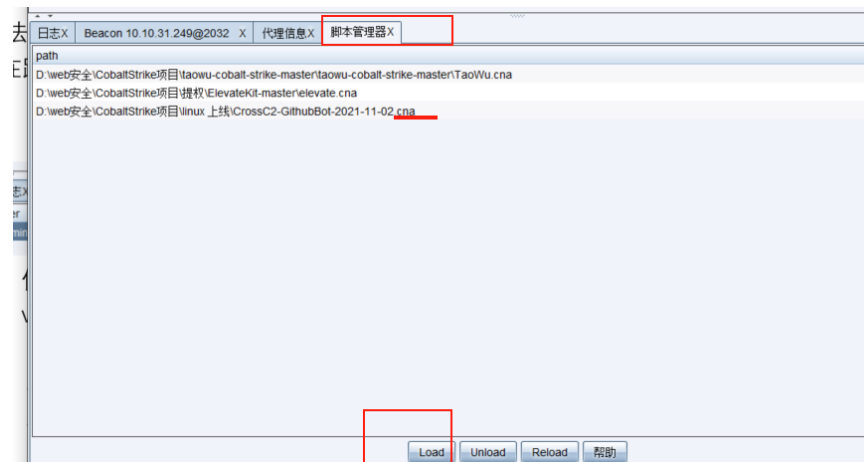 去
日志X Beacon 10.10.31.249@2032 X 代理信息X 脚本管理器X
path
D:\web安全\CobaltStrike项目\taowu-cobalt-strike-master\taowu-cobalt-strike-master\TaoWu.cna
D:\web安全\CobaltStrike项目\提权\ElevateKit-master\elevate.cna
D:\web安全\CobaltStrike项目\linux 上线\CrossC2-GithubBot-2021-11-02.cna
志X
er
min
Load Unload Reload 帮助